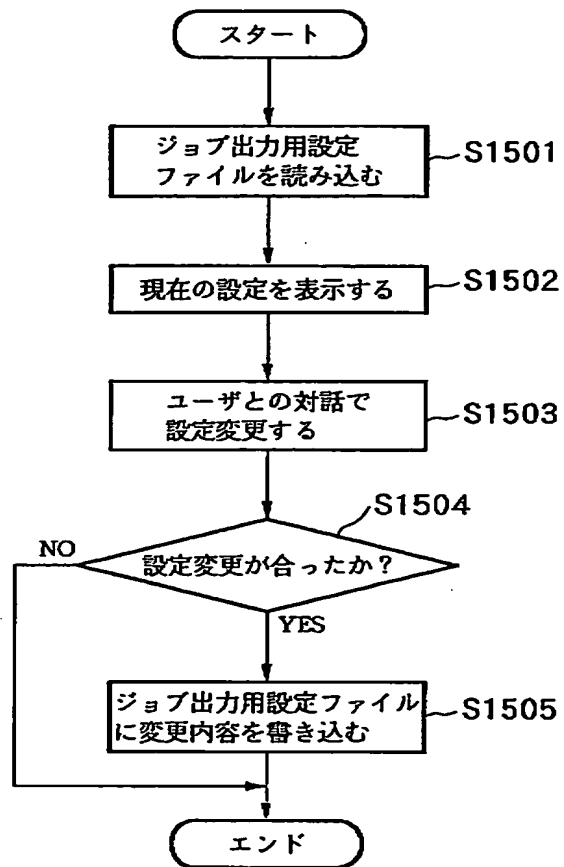 スタート
ジョブ出力用設定
ファイルを読み込む
S1501
現在の設定を表示する
S1502
ユーザとの対話で
設定変更する
S1503
S1504
NO
設定変更が合ったか？
YES
ジョブ出力用設定ファイル
に変更内容を書き込む
S1505
エンド